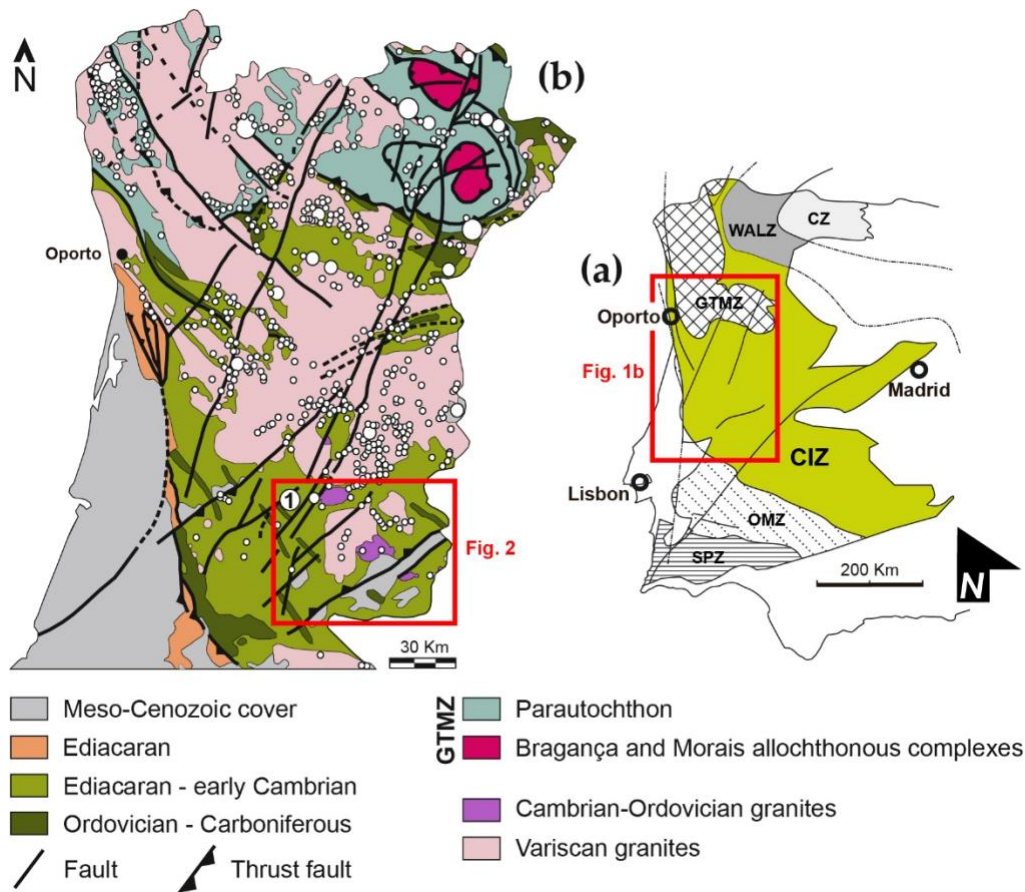 N
(b)
Oporto
1
Fig. 2
30 Km
(a)
CZ
WALZ
GTMZ
Oporto
Fig. 1b
Madrid
CIZ
Lisbon
OMZ
SPZ
200 Km
N
Meso-Cenozoic cover
Ediacaran
Ediacaran - early Cambrian
Ordovician - Carboniferous
Fault
Thrust fault
GTMZ
Parautochthon
Bragança and Morais allochthonous complexes
Cambrian-Ordovician granites
Variscan granites